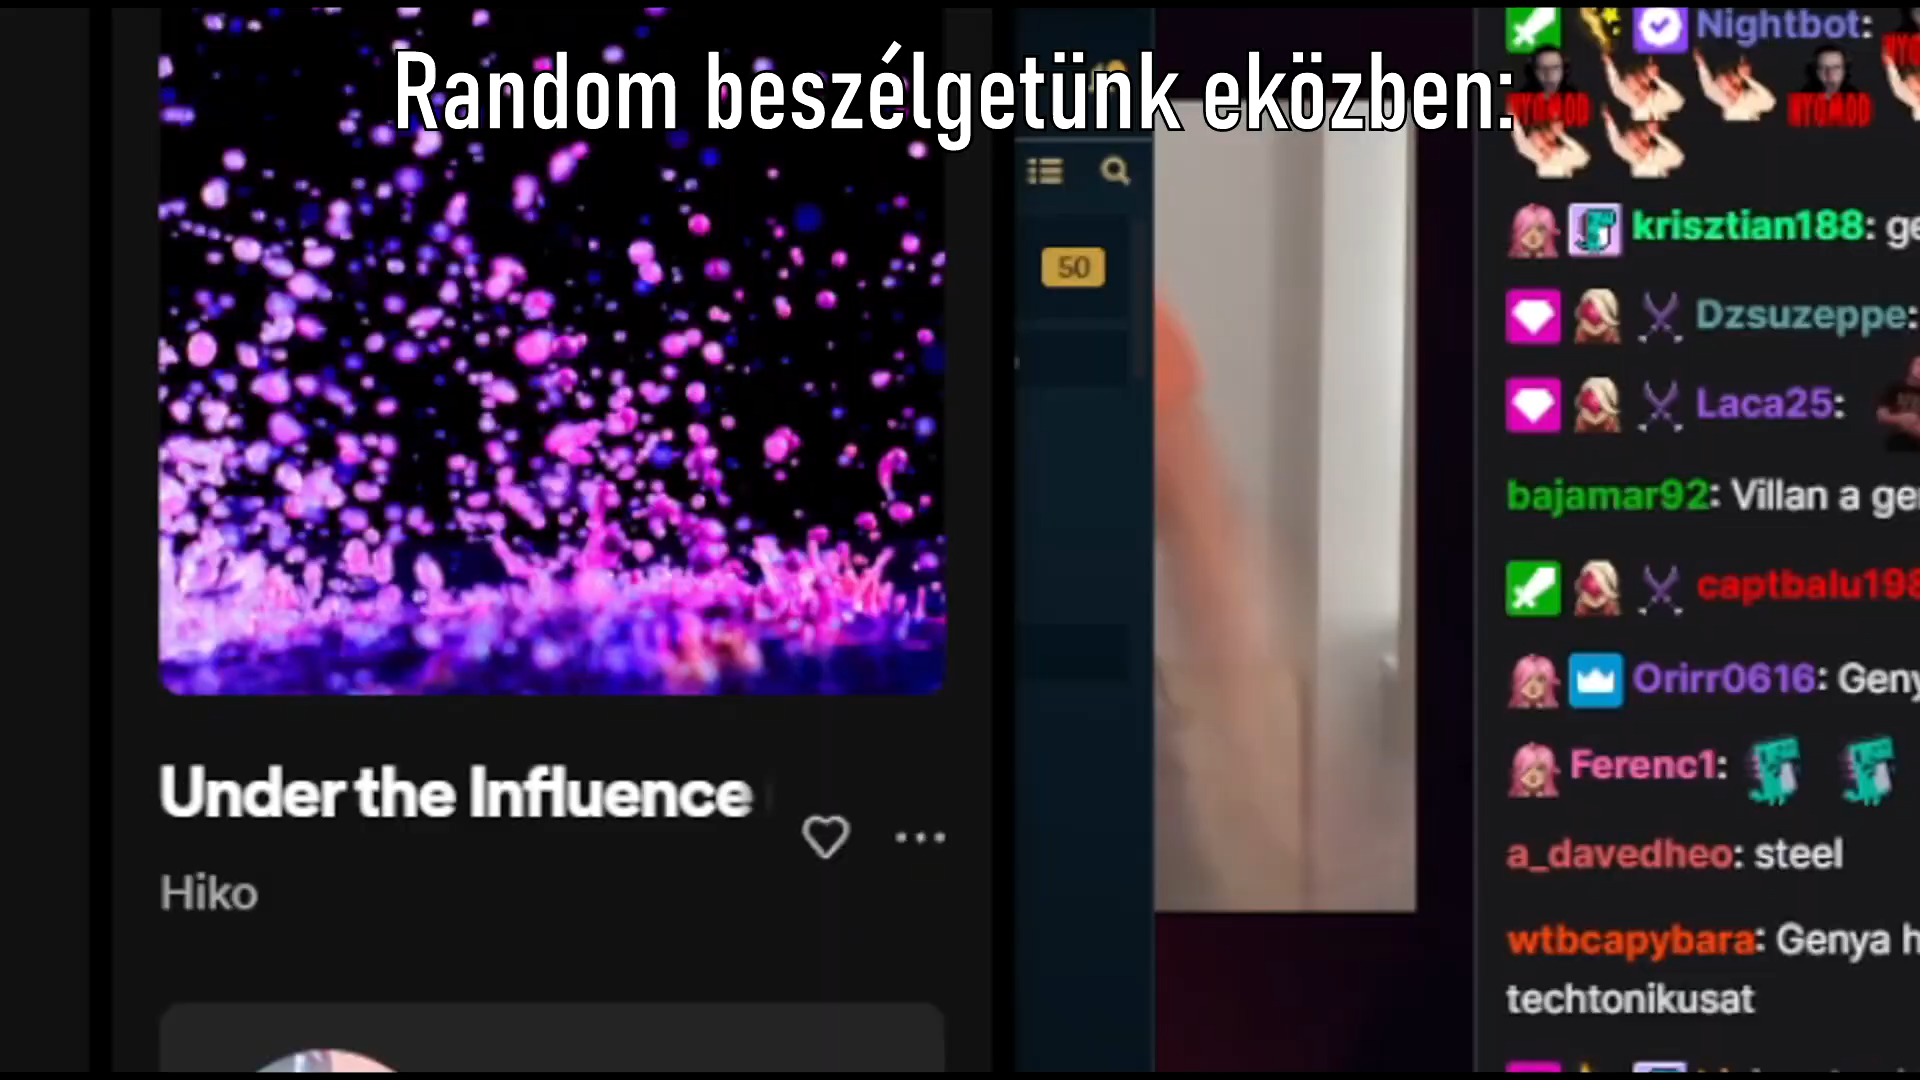 Random beszélgetünk eközben:
50
Under the Influence
Hiko
Nightbot:
krisztian188: ge
Dzsuzeppe:
Laca25:
bajamar92: Villan a ge
captbalu198
Orirr0616: Geny
Ferenc1:
a_davedheo: steel
wtbcapybara: Genya h
techtonikusat